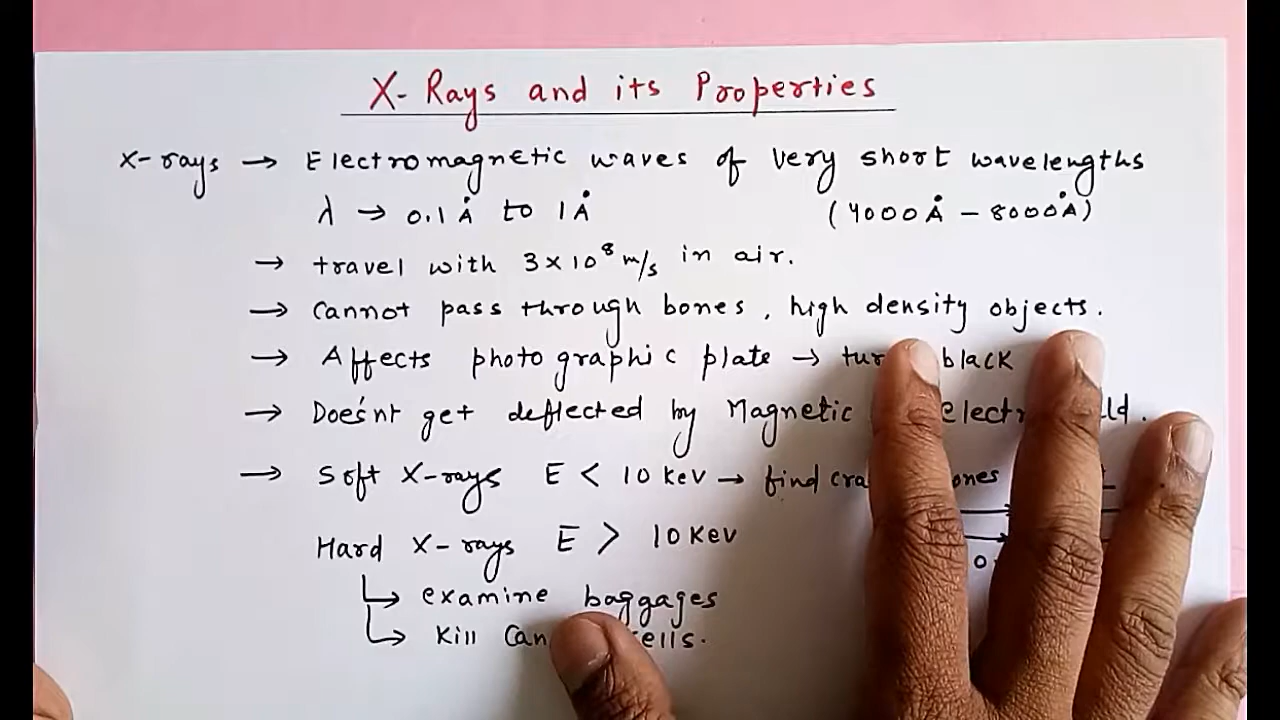 X-Rays and its Properties
X-rays → Electromagnetic waves of very short wavelengths
λ → 0.1 Å to 1 Å (4000 Å - 8000 Å)
→ travel with 3 × 10⁸ m/s in air.
→ Cannot pass through bones, high density objects.
→ Affects photographic plate → black
→ Does'nt get deflected by Magnetic
→ Soft X-rays E < 10 Kev → find
Hard X-rays E > 10 Kev
↳ examine baggages
↳ Kill